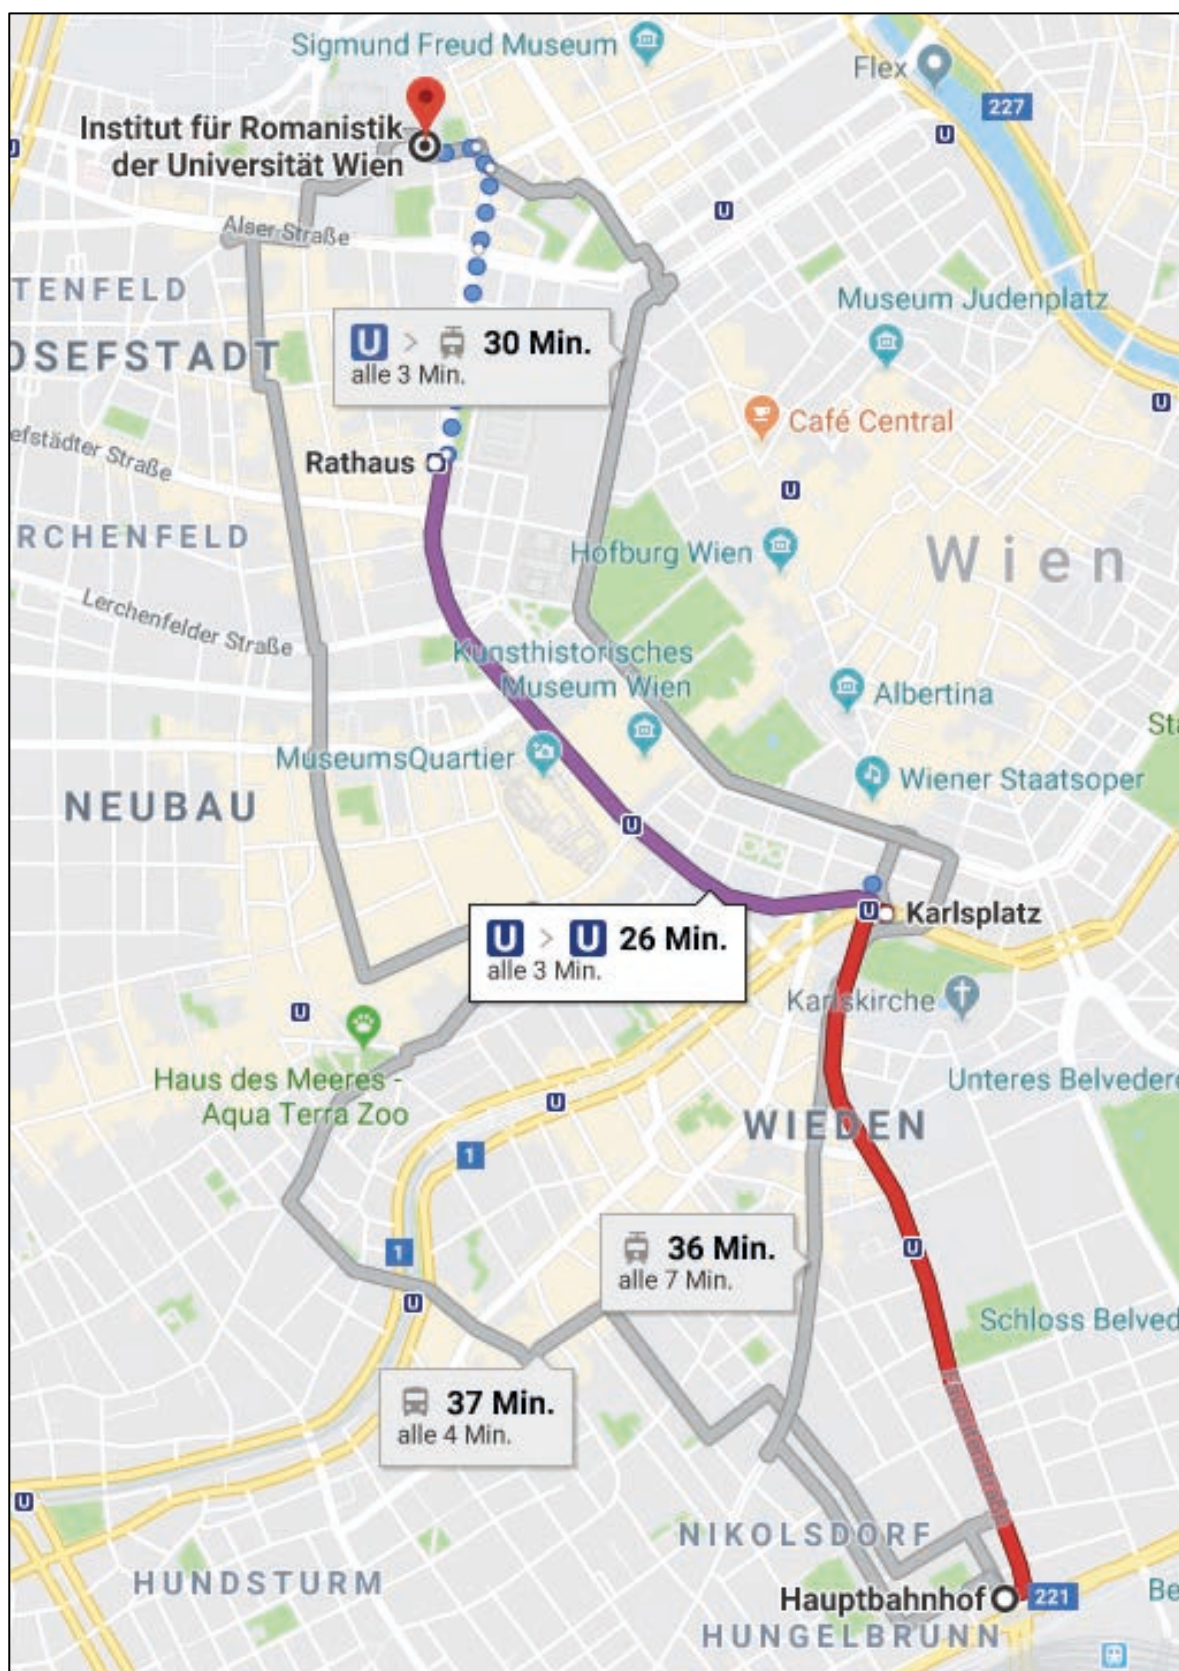 Sigmund Freud Museum
Flex
227
Institut für Romanistik
der Universität Wien
U
U
U
Alser Straße
TENFELD
Museum Judenplatz
U > 30 Min.
alle 3 Min.
OSEFSTADT
U
Café Central
efstädter Straße
Rathaus
U
RCHENFELD
Hofburg Wien
Wien
Lerchenfelder Straße
Kunsthistorisches
Museum Wien
Albertina
Sta
MuseumsQuartier
Wiener Staatsoper
NEUBAU
U
U Karlsplatz
U > U 26 Min.
alle 3 Min.
Karlskirche
U
Haus des Meeres -
Aqua Terra Zoo
Unteres Belvedere
U
WIEDEN
1
1
36 Min.
alle 7 Min.
U
U
Schloss Belved
37 Min.
alle 4 Min.
Favoritenstraße
U
NIKOLSDORF
HUNDSTURM
Hauptbahnhof
221
Be
HUNGELBRUNN